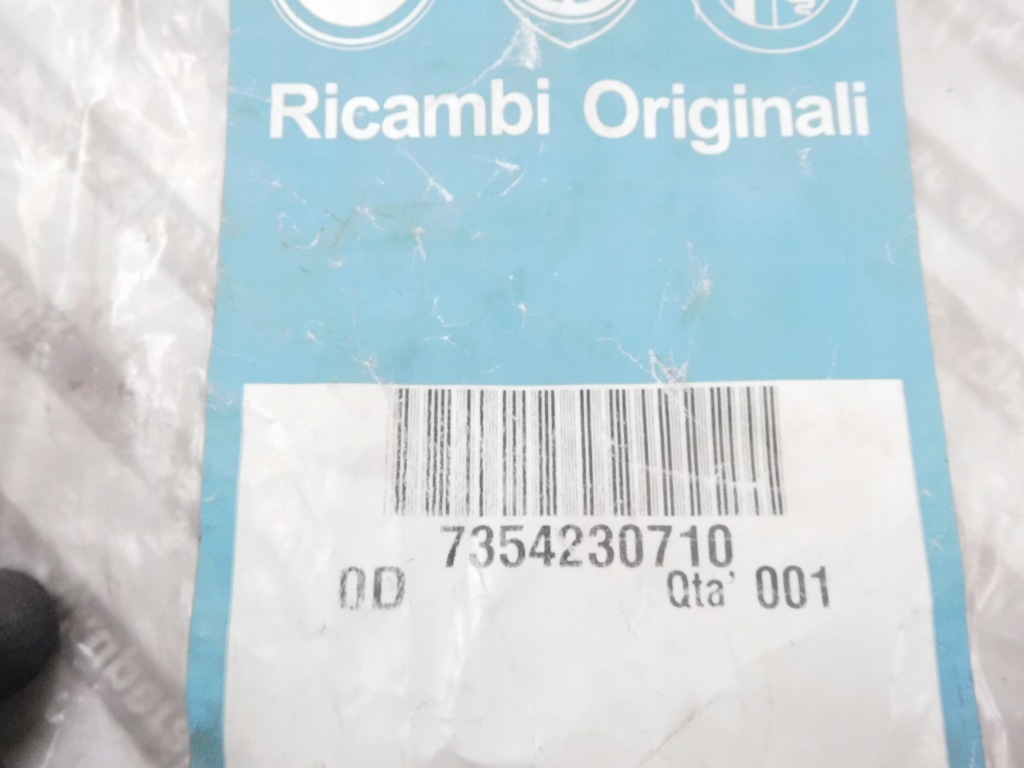 Ricambi Originali
7354230710
0D Qta' 001